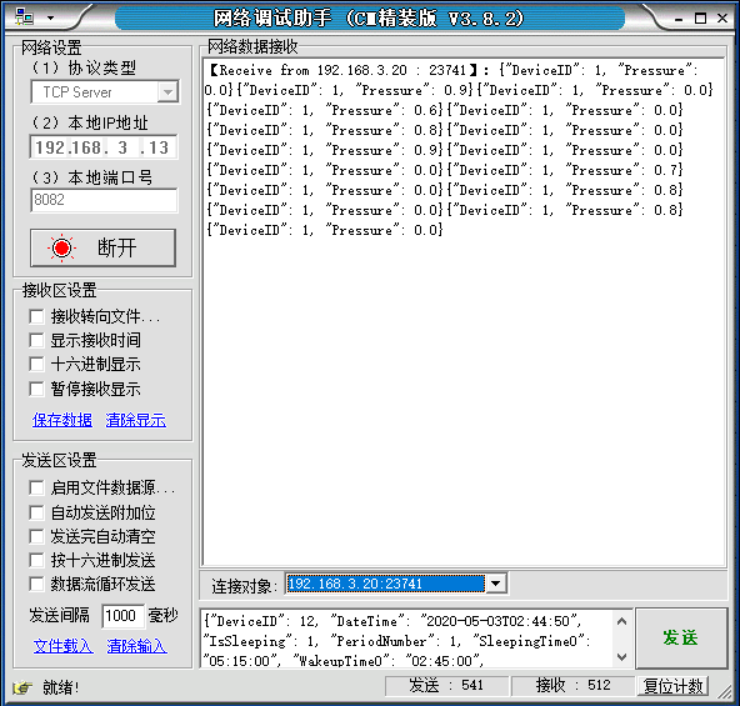 网络调试助手 (CM精装版 V3.8.2)
网络设置
(1) 协议类型
TCP Server
(2) 本地IP地址
192.168. 3 .13
(3) 本地端口号
8082
断开
接收区设置
接收转向文件...
显示接收时间
十六进制显示
暂停接收显示
保存数据 清除显示
发送区设置
启用文件数据源...
自动发送附加位
发送完自动清空
按十六进制发送
数据流循环发送
发送间隔 1000 毫秒
文件载入 清除输入
网络数据接收
【Receive from 192.168.3.20 : 23741】: {"DeviceID": 1, "Pressure":
0.0}{"DeviceID": 1, "Pressure": 0.9}{"DeviceID": 1, "Pressure": 0.0}
{"DeviceID": 1, "Pressure": 0.6}{"DeviceID": 1, "Pressure": 0.0}
{"DeviceID": 1, "Pressure": 0.8}{"DeviceID": 1, "Pressure": 0.0}
{"DeviceID": 1, "Pressure": 0.9}{"DeviceID": 1, "Pressure": 0.0}
{"DeviceID": 1, "Pressure": 0.0}{"DeviceID": 1, "Pressure": 0.7}
{"DeviceID": 1, "Pressure": 0.0}{"DeviceID": 1, "Pressure": 0.8}
{"DeviceID": 1, "Pressure": 0.0}{"DeviceID": 1, "Pressure": 0.8}
{"DeviceID": 1, "Pressure": 0.0}
连接对象: 192.168.3.20:23741
{"DeviceID": 12, "DateTime": "2020-05-03T02:44:50",
"IsSleeping": 1, "PeriodNumber": 1, "SleepingTime0":
"05:15:00", "WakeupTime0": "02:45:00",
发送
就绪!
发送 : 541
接收 : 512
复位计数